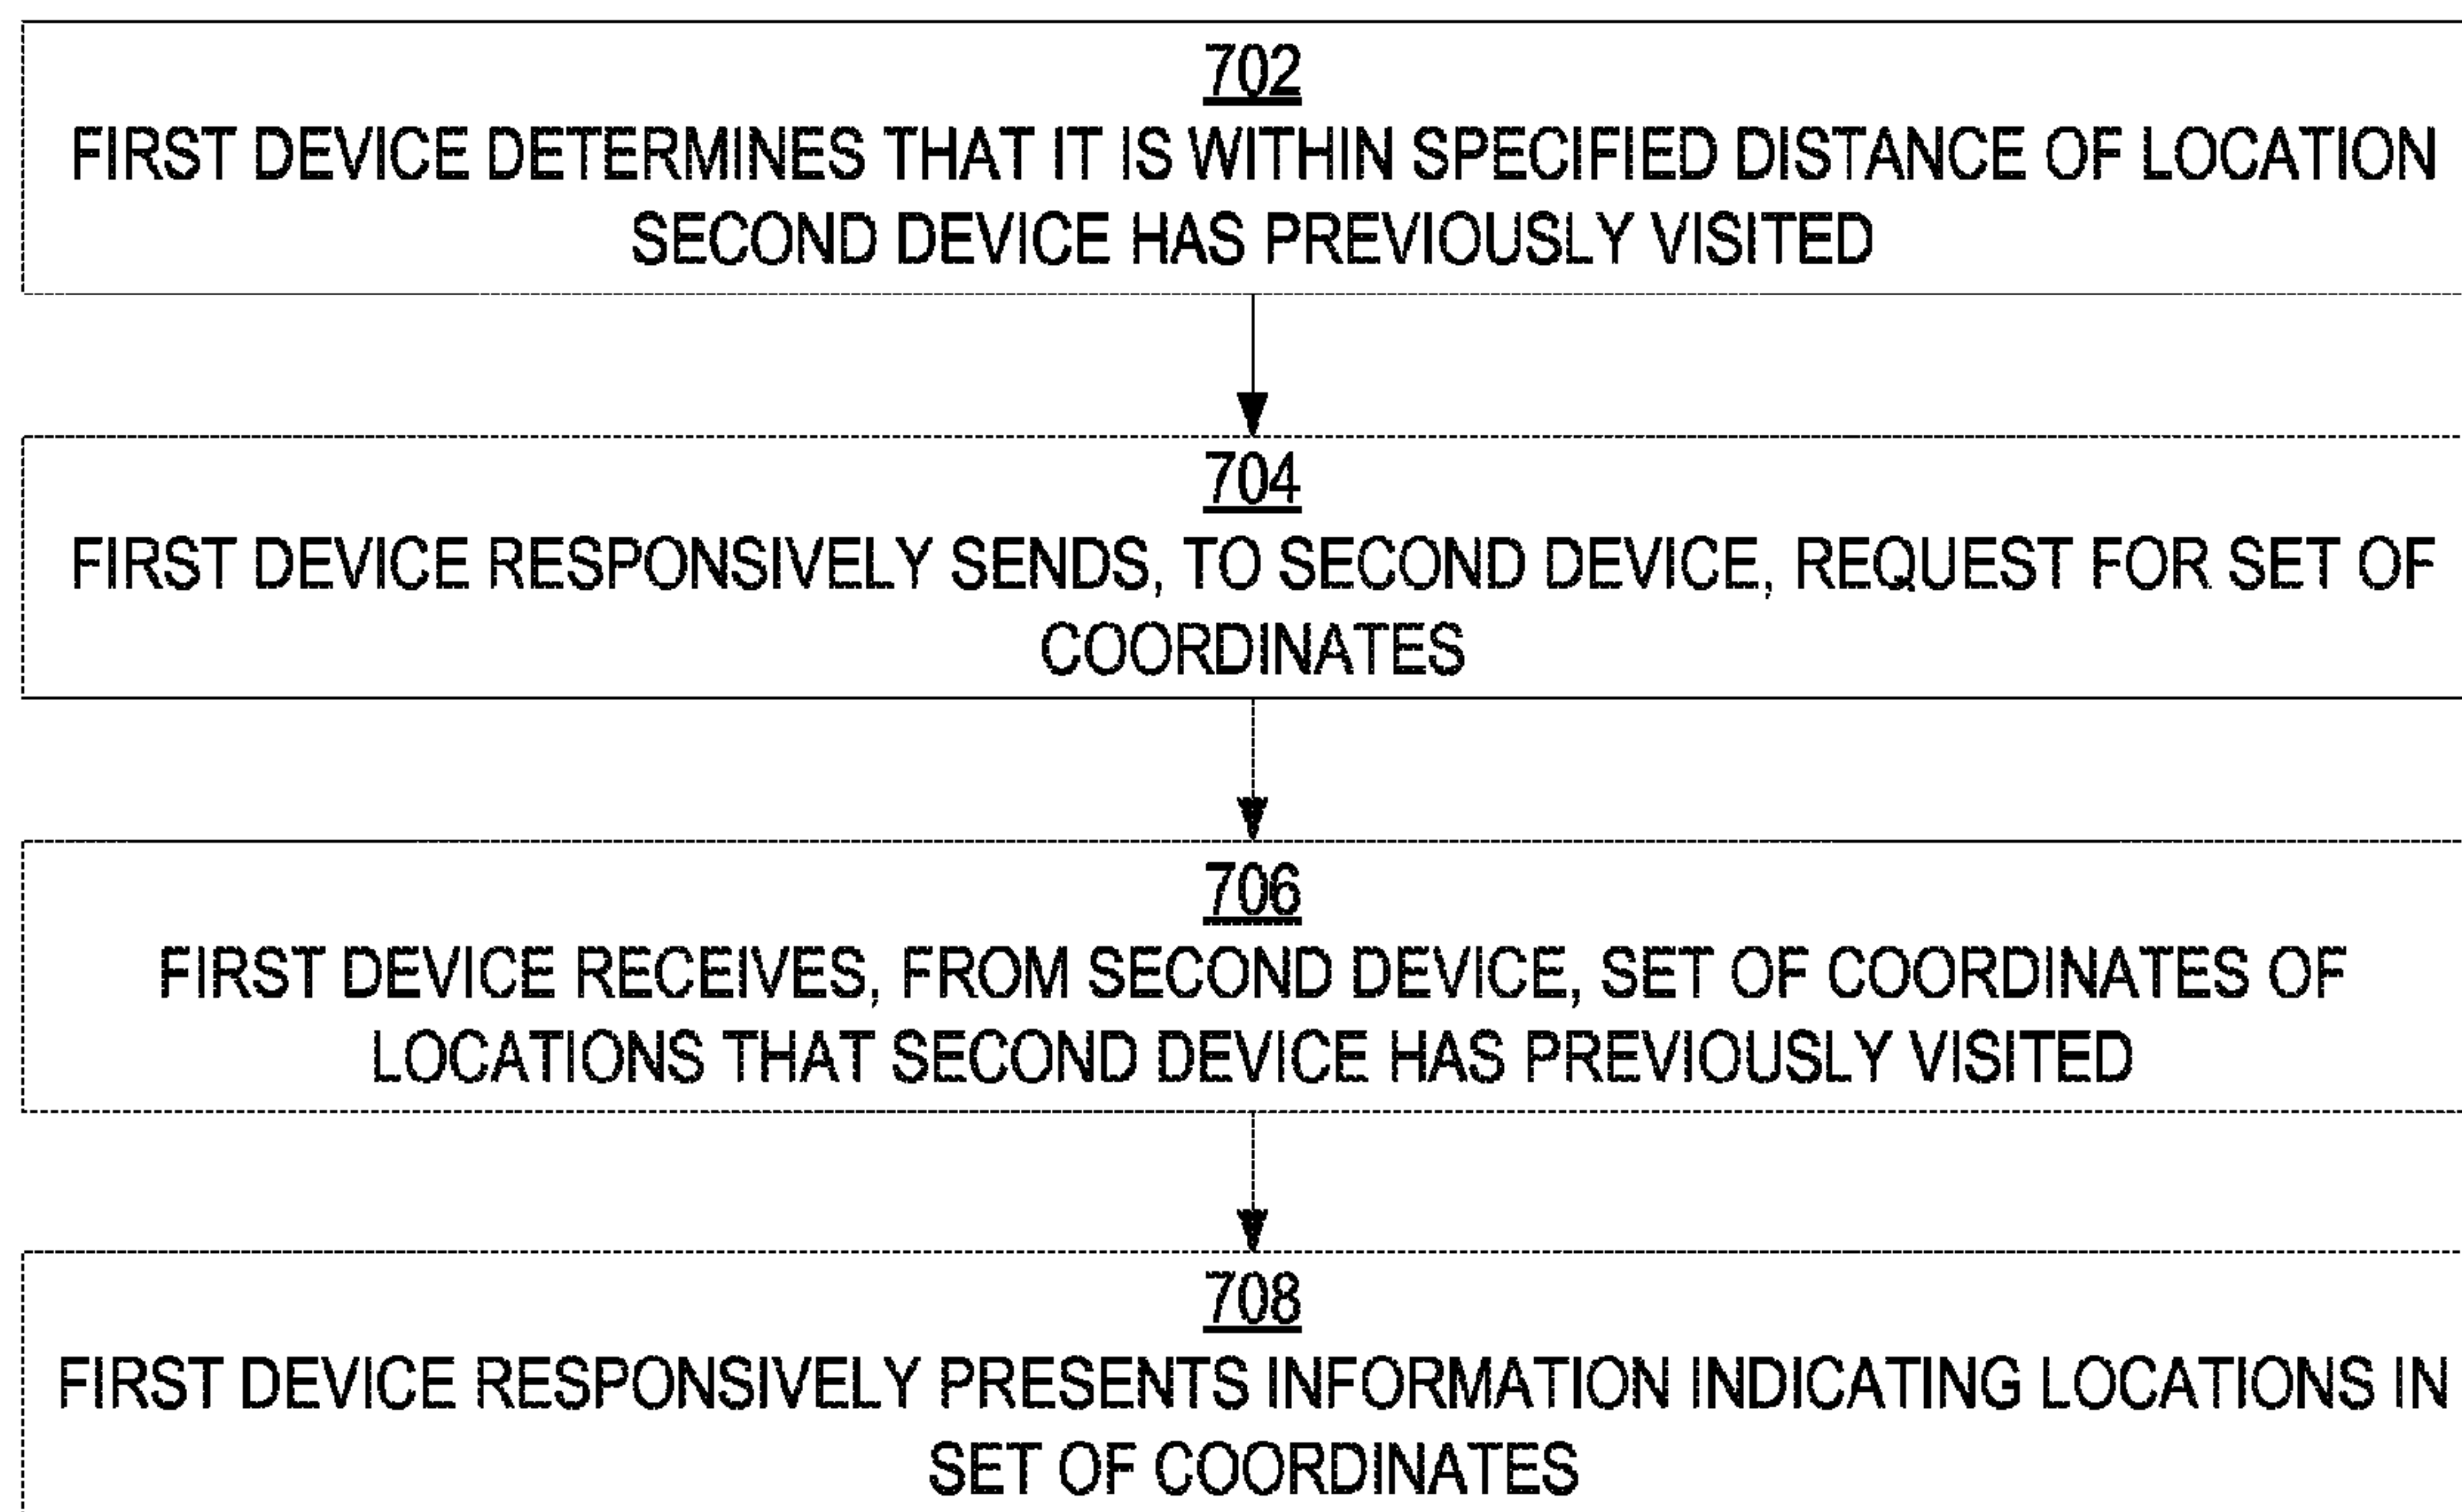 702
FIRST DEVICE DETERMINES THAT IT IS WITHIN SPECIFIED DISTANCE OF LOCATION
SECOND DEVICE HAS PREVIOUSLY VISITED
704
FIRST DEVICE RESPONSIVELY SENDS, TO SECOND DEVICE, REQUEST FOR SET OF
COORDINATES
706
FIRST DEVICE RECEIVES, FROM SECOND DEVICE, SET OF COORDINATES OF
LOCATIONS THAT SECOND DEVICE HAS PREVIOUSLY VISITED
708
FIRST DEVICE RESPONSIVELY PRESENTS INFORMATION INDICATING LOCATIONS IN
SET OF COORDINATES